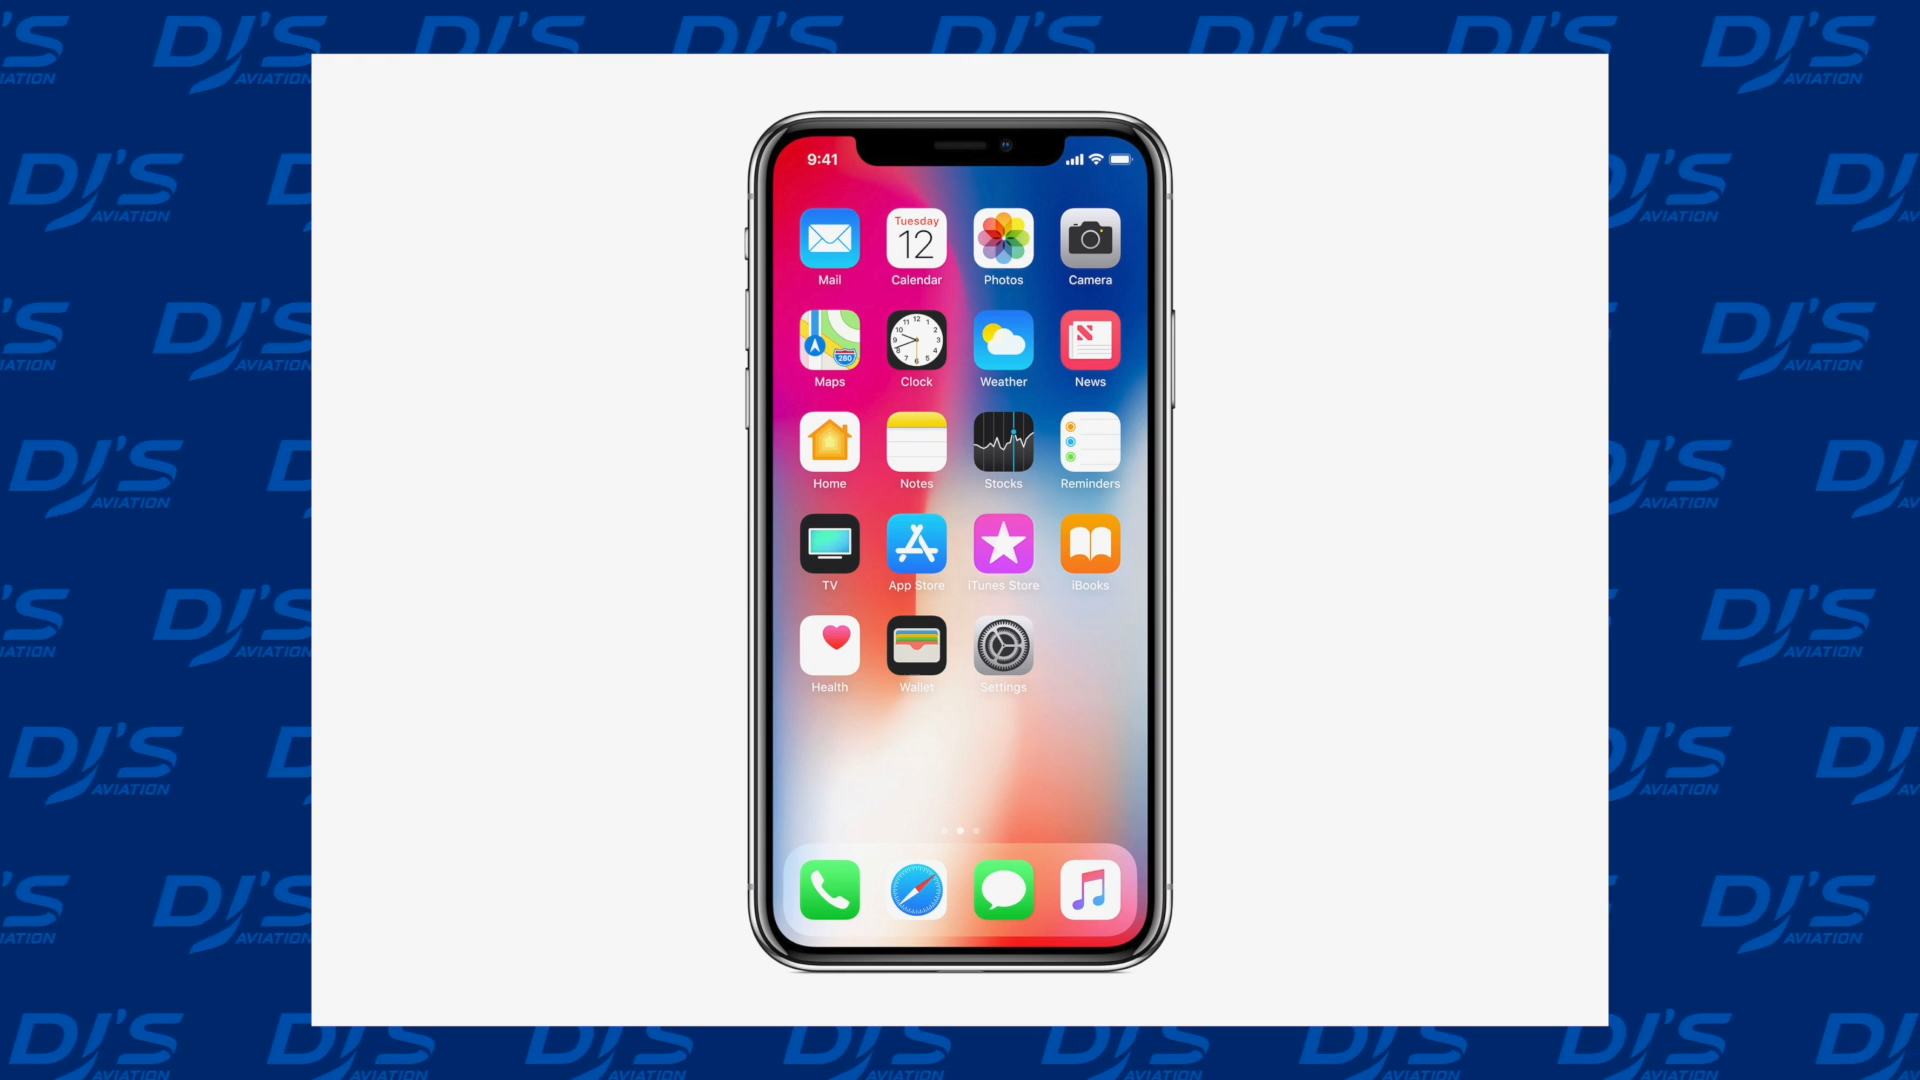 DJ'S
AVIATION
9:41
Tuesday
12
Mail
Calendar
Photos
Camera
280
Maps
Clock
Weather
News
Home
Notes
Stocks
Reminders
TV
App Store
iTunes Store
iBooks
Health
Wallet
Settings